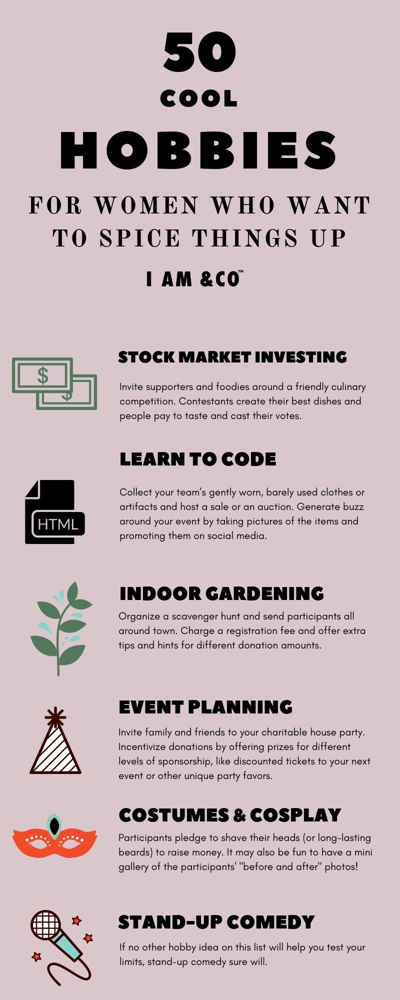 50
COOL
HOBBIES
FOR WOMEN WHO WANT
TO SPICE THINGS UP
I AM &CO™
STOCK MARKET INVESTING
$
$
Invite supporters and foodies around a friendly culinary
competition. Contestants create their best dishes and
people pay to taste and cast their votes.
LEARN TO CODE
HTML
Collect your team's gently worn, barely used clothes or
artifacts and host a sale or an auction. Generate buzz
around your event by taking pictures of the items and
promoting them on social media.
INDOOR GARDENING
Organize a scavenger hunt and send participants all
around town. Charge a registration fee and offer extra
tips and hints for different donation amounts.
EVENT PLANNING
Invite family and friends to your charitable house party.
Incentivize donations by offering prizes for different
levels of sponsorship, like discounted tickets to your next
event or other unique party favors.
COSTUMES & COSPLAY
Participants pledge to shave their heads (or long-lasting
beards) to raise money. It may also be fun to have a mini
gallery of the participants' "before and after" photos!
STAND-UP COMEDY
If no other hobby idea on this list will help you test your
limits, stand-up comedy sure will.